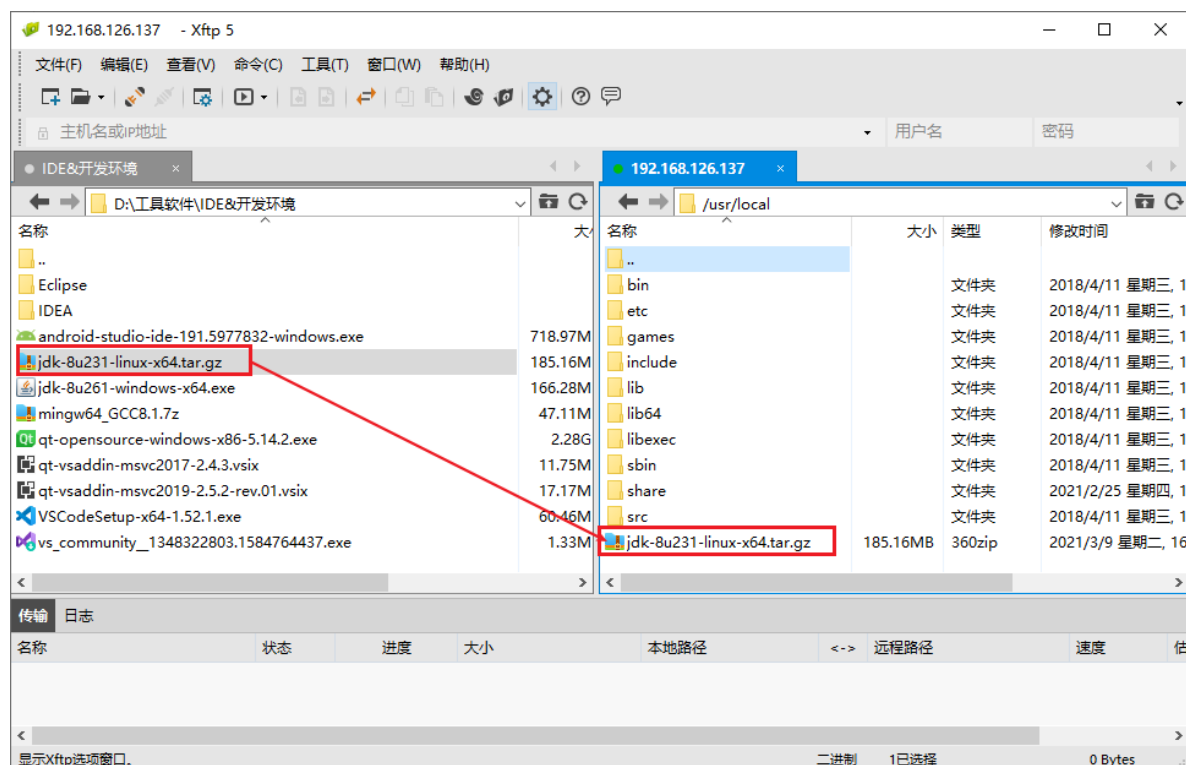 192.168.126.137 - Xftp 5
文件(F) 编辑(E) 查看(V) 命令(C) 工具(T) 窗口(W) 帮助(H)
主机名或IP地址 用户名 密码
IDE&开发环境 × 192.168.126.137 ×
D:\工具软件\IDE&开发环境 /usr/local
名称 大 名称 大小 类型 修改时间
.. ..
Eclipse bin 文件夹 2018/4/11 星期三, 1
IDEA etc 文件夹 2018/4/11 星期三, 1
android-studio-ide-191.5977832-windows.exe 718.97M games 文件夹 2018/4/11 星期三, 1
jdk-8u231-linux-x64.tar.gz 185.16M include 文件夹 2018/4/11 星期三, 1
jdk-8u261-windows-x64.exe 166.28M lib 文件夹 2018/4/11 星期三, 1
mingw64_GCC8.1.7z 47.11M lib64 文件夹 2018/4/11 星期三, 1
qt-opensource-windows-x86-5.14.2.exe 2.28G libexec 文件夹 2018/4/11 星期三, 1
qt-vsaddin-msvc2017-2.4.3.vsix 11.75M sbin 文件夹 2018/4/11 星期三, 1
qt-vsaddin-msvc2019-2.5.2-rev.01.vsix 17.17M share 文件夹 2021/2/25 星期四, 1
VSCodeSetup-x64-1.52.1.exe 60.46M src 文件夹 2018/4/11 星期三, 1
vs_community__1348322803.1584764437.exe 1.33M jdk-8u231-linux-x64.tar.gz 185.16MB 360zip 2021/3/9 星期二, 16
传输 日志
名称 状态 进度 大小 本地路径 <-> 远程路径 速度 估
显示Xftp选项窗口。 二进制 1已选择 0 Bytes